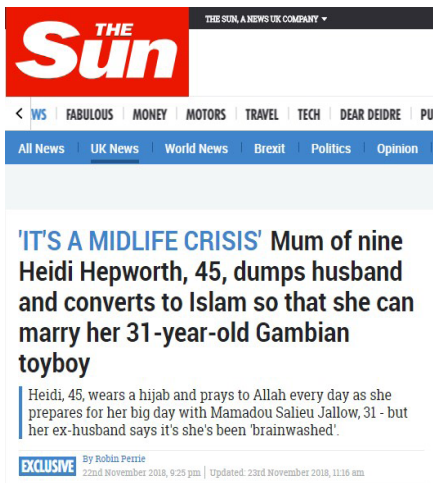 THE
Sun
THE SUN, A NEWS UK COMPANY
WS FABULOUS MONEY MOTORS TRAVEL TECH DEAR DEIDRE PU
All News UK News World News Brexit Politics Opinion
'IT'S A MIDLIFE CRISIS' Mum of nine
Heidi Hepworth, 45, dumps husband
and converts to Islam so that she can
marry her 31-year-old Gambian
toyboy
Heidi, 45, wears a hijab and prays to Allah every day as she
prepares for her big day with Mamadou Salieu Jallow, 31 - but
her ex-husband says it's she's been 'brainwashed'.
EXCLUSIVE
By Robin Perrie
22nd November 2018, 9:25 pm | Updated: 23rd November 2018, 11:16 am